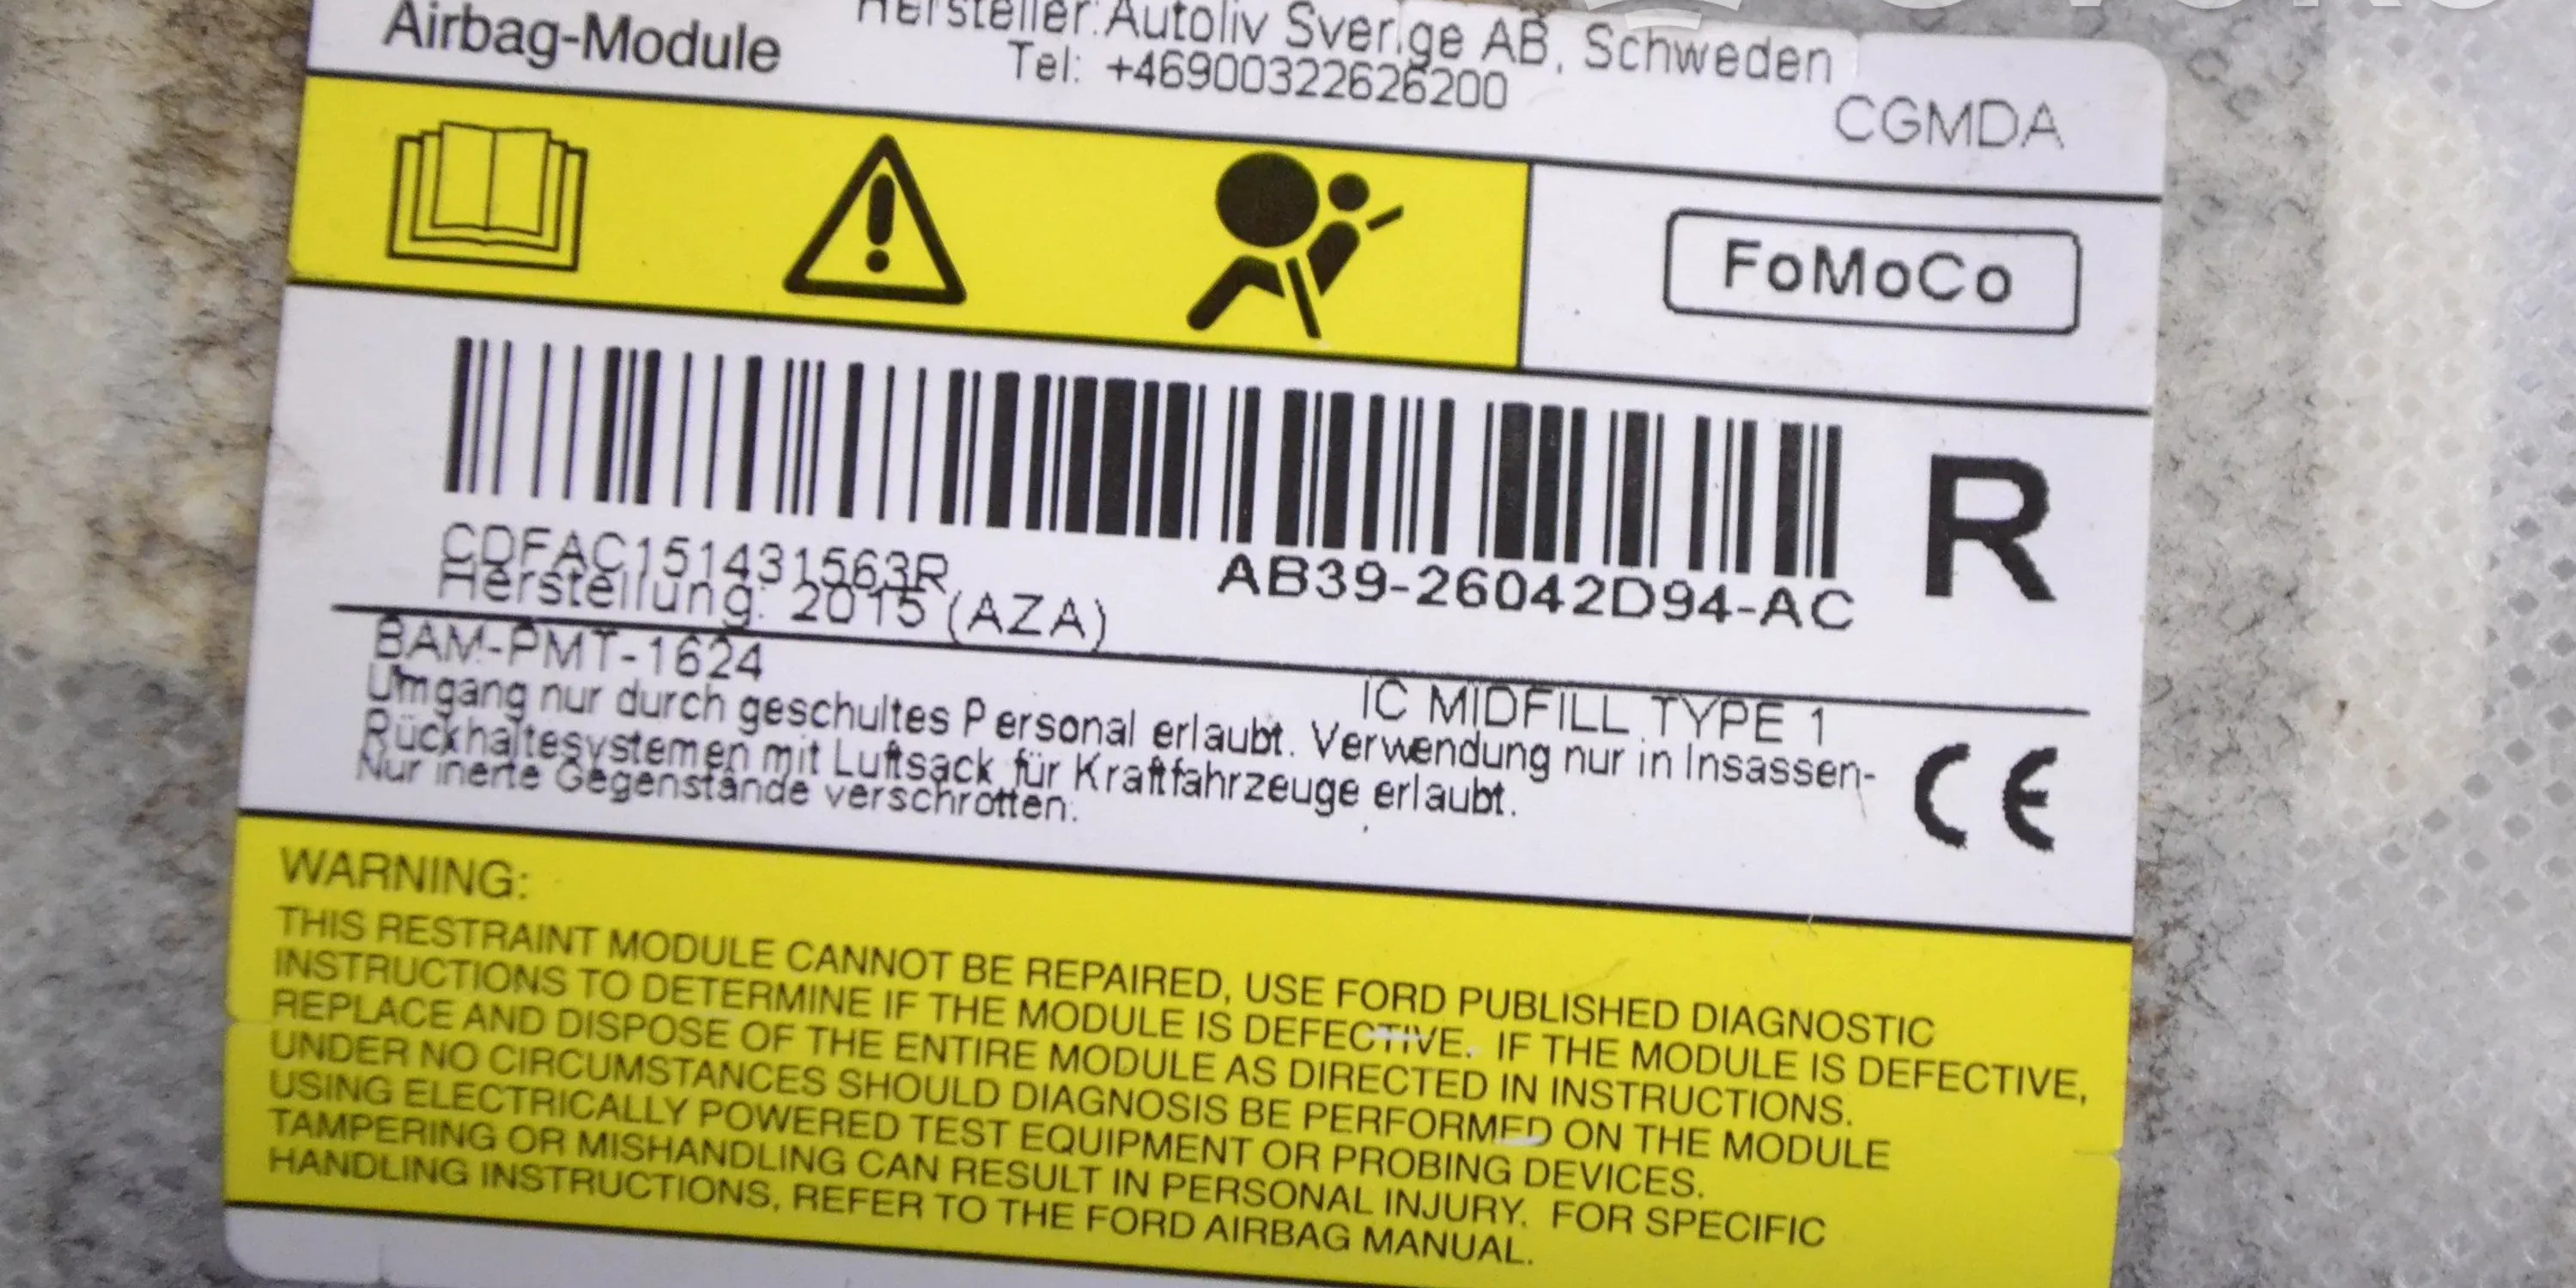 Airbag-Module
Hersteller: Autoliv Sverige AB, Schweden
Tel: +46900322626200
CGMDA
FoMoCo
R
CDFAC151431563R
Herstellung: 2015 (AZA)
AB39-26042D94-AC
BAM-PMT-1624
IC MIDFILL TYPE 1
Umgang nur durch geschultes Personal erlaubt. Verwendung nur in Insassen-
Rückhaltesystemen mit Luftsack für Kraftfahrzeuge erlaubt.
Nur inerte Gegenstände verschrotten.
CE
WARNING:
THIS RESTRAINT MODULE CANNOT BE REPAIRED, USE FORD PUBLISHED DIAGNOSTIC
INSTRUCTIONS TO DETERMINE IF THE MODULE IS DEFECTIVE. IF THE MODULE IS DEFECTIVE,
REPLACE AND DISPOSE OF THE ENTIRE MODULE AS DIRECTED IN INSTRUCTIONS.
UNDER NO CIRCUMSTANCES SHOULD DIAGNOSIS BE PERFORMED ON THE MODULE
USING ELECTRICALLY POWERED TEST EQUIPMENT OR PROBING DEVICES.
TAMPERING OR MISHANDLING CAN RESULT IN PERSONAL INJURY. FOR SPECIFIC
HANDLING INSTRUCTIONS, REFER TO THE FORD AIRBAG MANUAL.